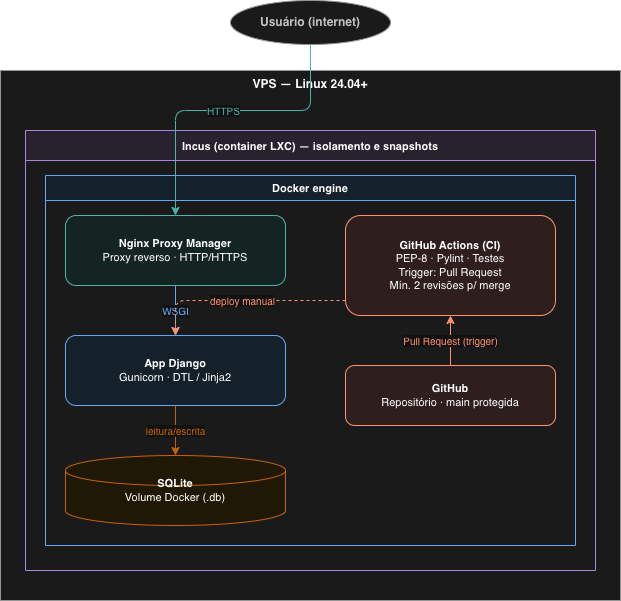 Usuário (internet)
VPS — Linux 24.04+
HTTPS
Incus (container LXC) — isolamento e snapshots
Docker engine
Nginx Proxy Manager
Proxy reverso · HTTP/HTTPS
GitHub Actions (CI)
PEP-8 · Pylint · Testes
Trigger: Pull Request
Min. 2 revisões p/ merge
deploy manual
WSGI
Pull Request (trigger)
App Django
Gunicorn · DTL / Jinja2
GitHub
Repositório · main protegida
leitura/escrita
SQLite
Volume Docker (.db)